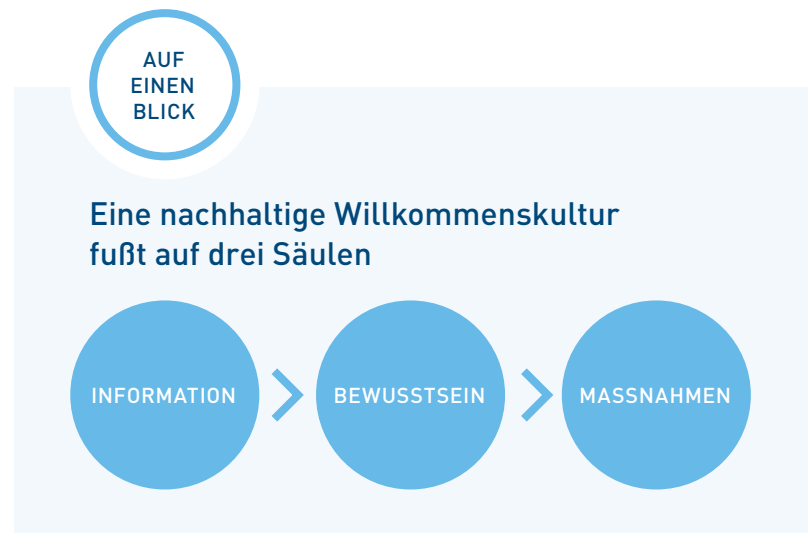 AUF
EINEN
BLICK
Eine nachhaltige Willkommenskultur
fußt auf drei Säulen
INFORMATION
BEWUSSTSEIN
MASSNAHMEN